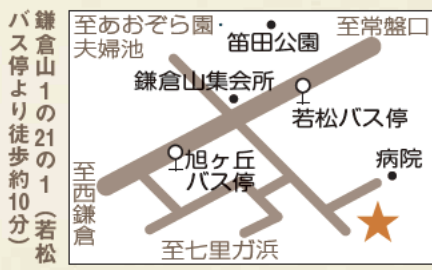 鎌倉山1の21の1（若松
バス停より徒歩約10分）
至あおぞら園・
夫婦池
笛田公園
至常盤口
鎌倉山集会所
若松バス停
旭ヶ丘
バス停
病院
至西鎌倉
至七里ガ浜